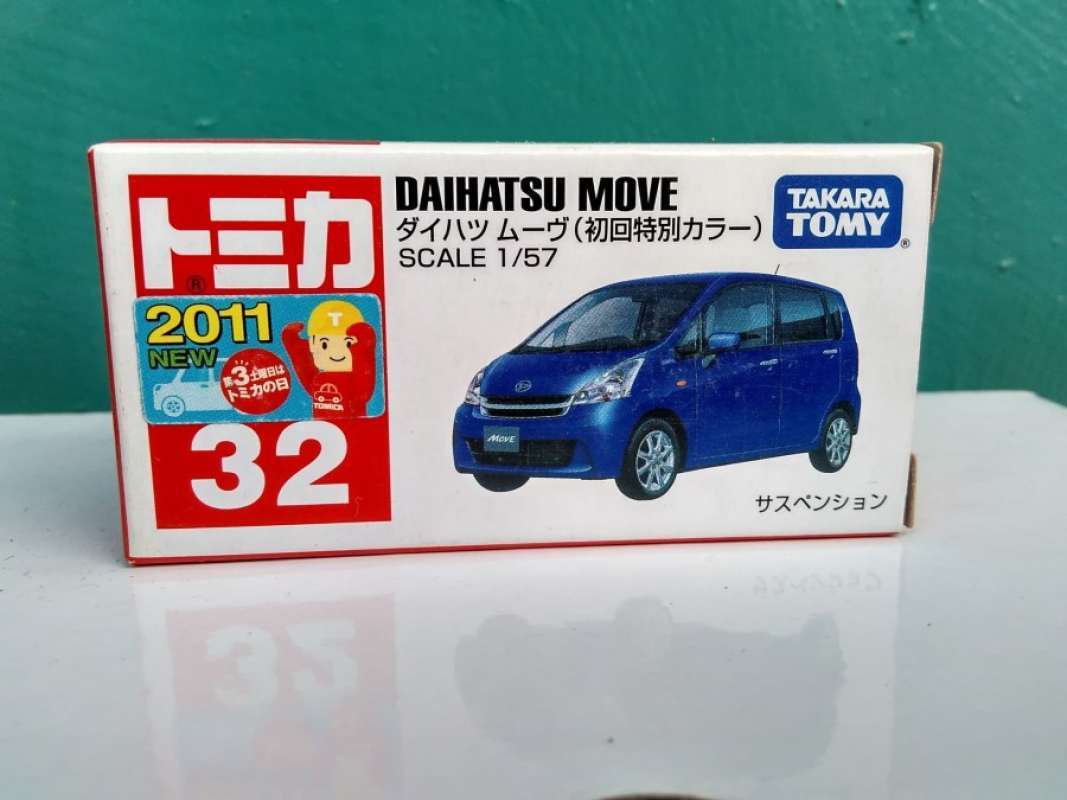 トミカ
®
2011
NEW
第3土曜日は
トミカの日
T
TOMICA
32
DAIHATSU MOVE
ダイハツ ムーヴ(初回特別カラー)
SCALE 1/57
TAKARA
TOMY
®
MOVE
サスペンション